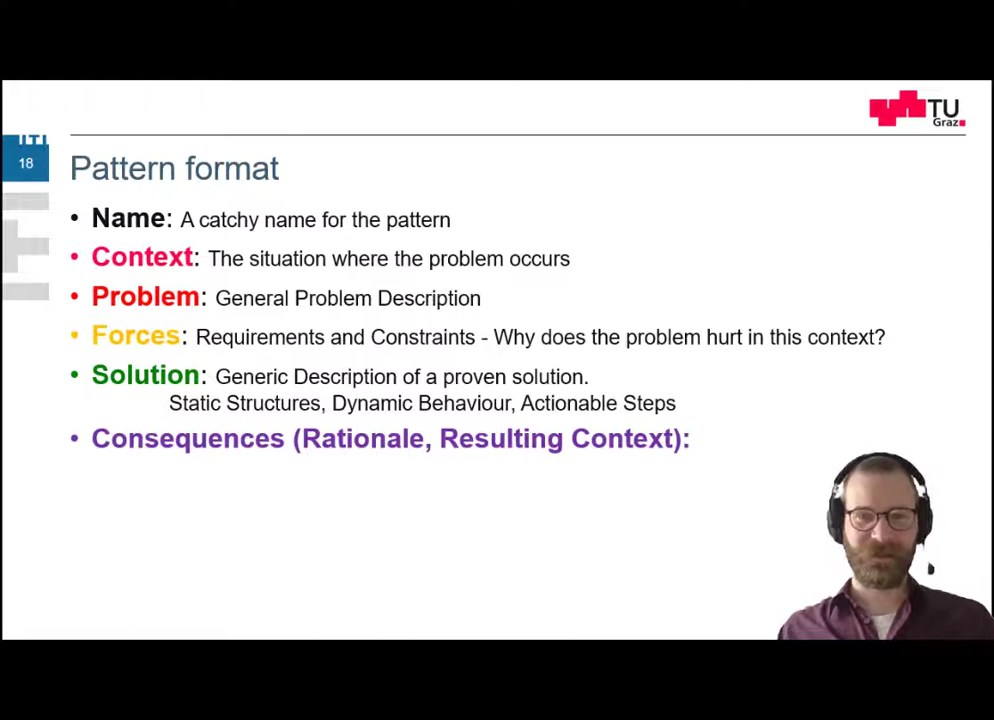 TU
Graz
18
Pattern format
• Name: A catchy name for the pattern
• Context: The situation where the problem occurs
• Problem: General Problem Description
• Forces: Requirements and Constraints - Why does the problem hurt in this context?
• Solution: Generic Description of a proven solution.
Static Structures, Dynamic Behaviour, Actionable Steps
• Consequences (Rationale, Resulting Context):